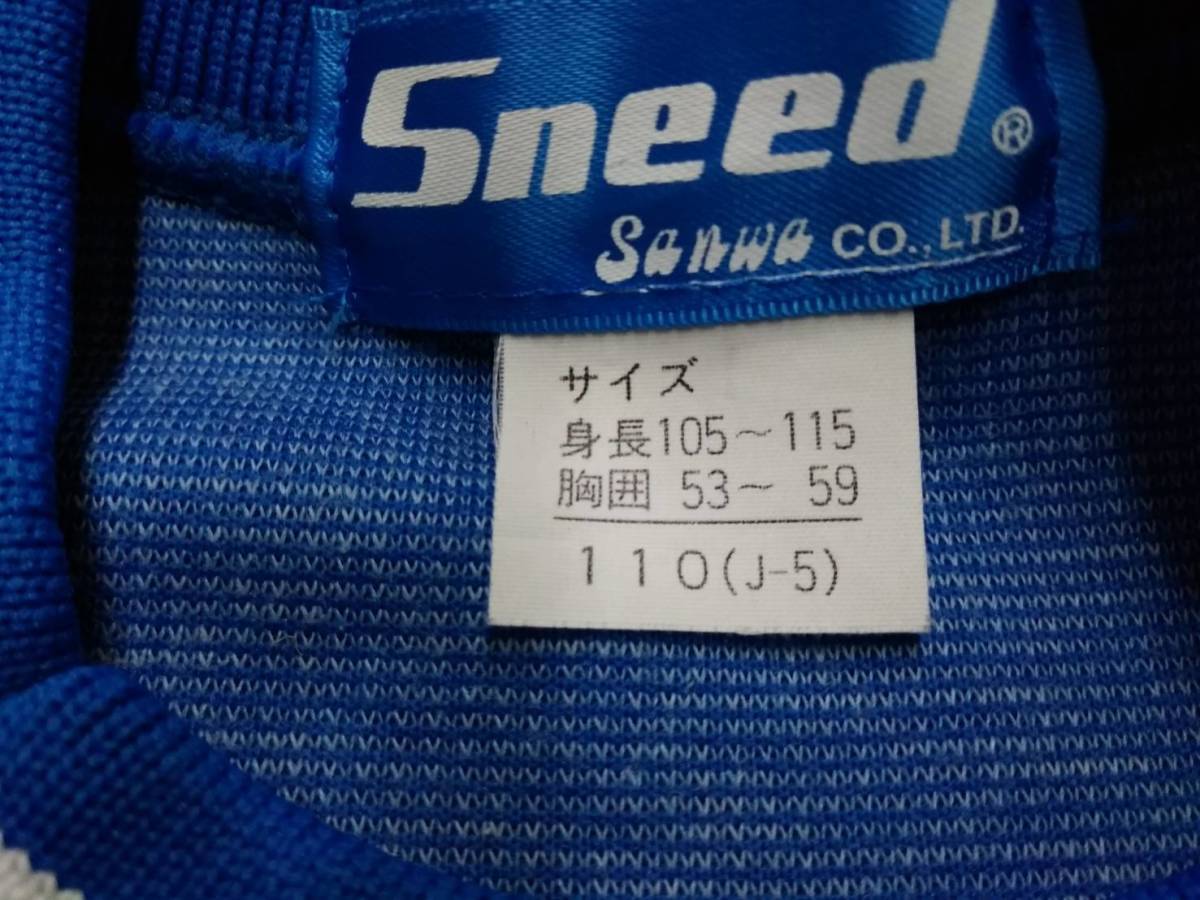 Sneed®
Sanwa CO.,LTD.
サイズ
身長105～115
胸囲 53～ 59
110(J-5)